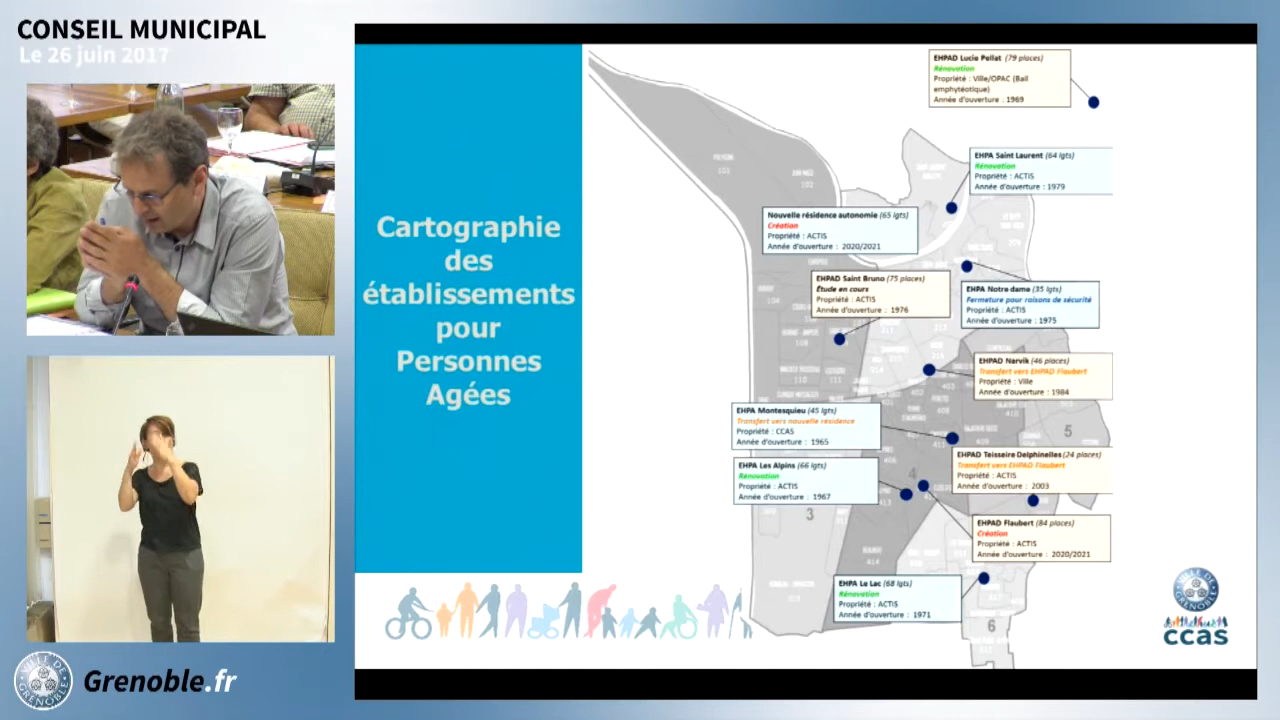 CONSEIL MUNICIPAL
Le 26 juin 2017
Cartographie
des
établissements
pour
Personnes
Agées
EHPAD Lucie Pellat (79 places)
Rénovation
Propriété : Ville/OPAC (Bail
emphytéotique)
Année d'ouverture : 1969
EHPA Saint Laurent (64 lgts)
Rénovation
Propriété : ACTIS
Année d'ouverture : 1979
Nouvelle résidence autonomie (65 lgts)
Création
Propriété : ACTIS
Année d'ouverture : 2020/2021
EHPAD Saint Bruno (75 places)
Étude en cours
Propriété : ACTIS
Année d'ouverture : 1976
EHPA Notre dame (35 lgts)
Fermeture pour raisons de sécurité
Propriété : ACTIS
Année d'ouverture : 1975
EHPAD Narvik (46 places)
Transfert vers EHPAD Flaubert
Propriété : Ville
Année d'ouverture : 1984
EHPA Montesquieu (45 lgts)
Transfert vers nouvelle résidence
Propriété : CCAS
Année d'ouverture : 1965
EHPAD Teisseire Delphinelles (24 places)
Transfert vers EHPAD Flaubert
Propriété : ACTIS
Année d'ouverture : 2003
EHPA Les Alpins (66 lgts)
Rénovation
Propriété : ACTIS
Année d'ouverture : 1967
EHPAD Flaubert (84 places)
Création
Propriété : ACTIS
Année d'ouverture : 2020/2021
EHPA Le Lac (68 lgts)
Rénovation
Propriété : ACTIS
Année d'ouverture : 1971
3
4
5
6
VILLE DE GRENOBLE
ccas
VILLE DE GRENOBLE
Grenoble.fr